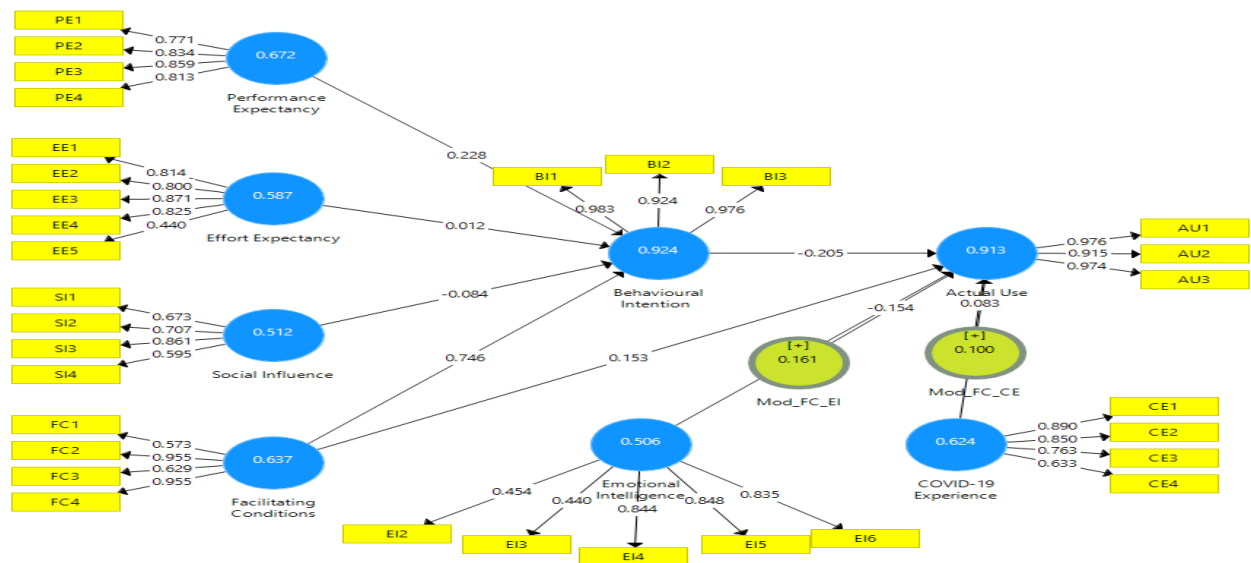 PE1
PE2
PE3
PE4
0.771
0.834
0.859
0.813
0.672
Performance
Expectancy
EE1
EE2
EE3
EE4
EE5
0.814
0.800
0.871
0.825
0.440
0.587
Effort Expectancy
SI1
SI2
SI3
SI4
0.673
0.707
0.861
0.595
0.512
Social Influence
FC1
FC2
FC3
FC4
0.573
0.955
0.629
0.955
0.637
Facilitating
Conditions
0.228
0.012
-0.084
0.746
0.153
BI1
BI2
BI3
0.983
0.924
0.976
0.924
Behavioural
Intention
-0.205
0.913
Actual Use
0.976
0.915
0.974
AU1
AU2
AU3
-0.154
0.083
[+]
0.161
Mod_FC_EI
[+]
0.100
Mod_FC_CE
0.506
Emotional
Intelligence
0.454
0.440
0.844
0.848
0.835
EI2
EI3
EI4
EI5
EI6
0.624
COVID-19
Experience
0.890
0.850
0.763
0.633
CE1
CE2
CE3
CE4